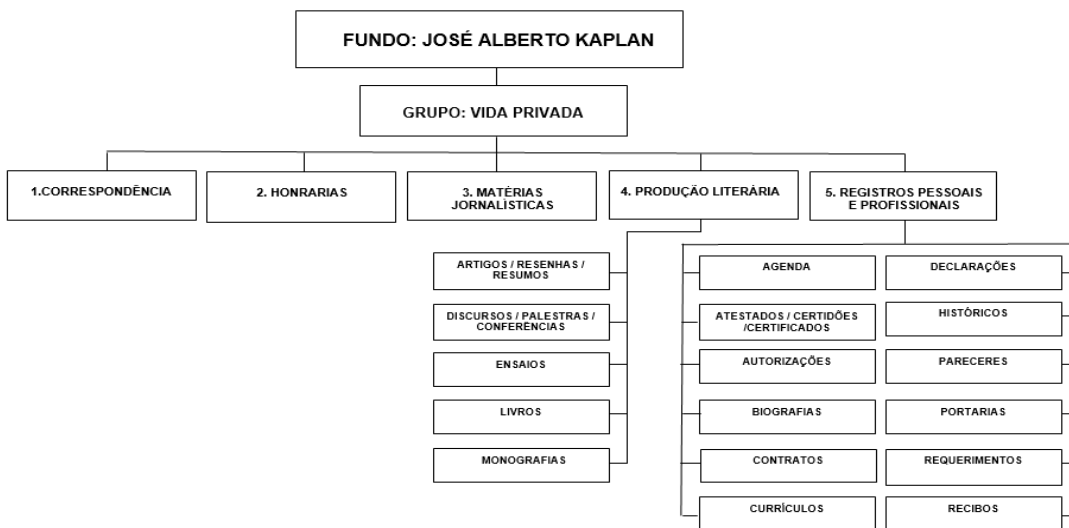 FUNDO: JOSÉ ALBERTO KAPLAN
GRUPO: VIDA PRIVADA
1.CORRESPONDÊNCIA
2. HONRARIAS
3. MATÉRIAS
JORNALÍSTICAS
4. PRODUÇÃO LITERÁRIA
5. REGISTROS PESSOAIS
E PROFISSIONAIS
ARTIGOS / RESENHAS /
RESUMOS
DISCURSOS / PALESTRAS /
CONFERÊNCIAS
ENSAIOS
LIVROS
MONOGRAFIAS
AGENDA
ATESTADOS / CERTIDÕES
/CERTIFICADOS
AUTORIZAÇÕES
BIOGRAFIAS
CONTRATOS
CURRÍCULOS
DECLARAÇÕES
HISTÓRICOS
PARECERES
PORTARIAS
REQUERIMENTOS
RECIBOS